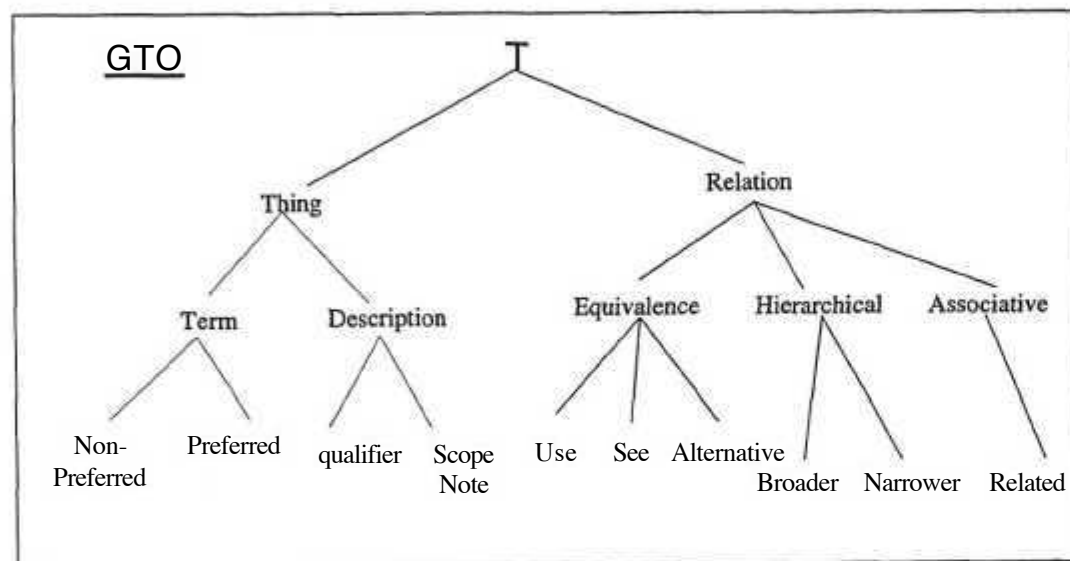 GTO
T
Thing
Relation
Term
Description
Equivalence
Hierarchical
Associative
Non-
Preferred
Preferred
qualifier
Scope
Note
Use
See
Alternative
Broader
Narrower
Related